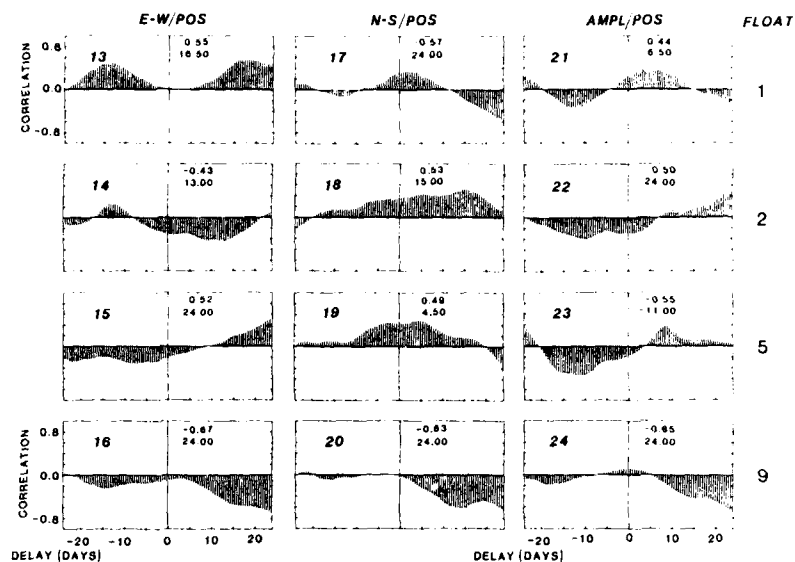 E-W/POS N-S/POS AMPL/POS FLOAT
13 0.55 16.50 17 0.57 24.00 21 0.44 6.50 1
0.8
0.0
-0.8
CORRELATION
14 -0.43 13.00 18 0.53 15.00 22 0.50 24.00 2
15 0.52 24.00 19 0.49 4.50 23 -0.55 -11.00 5
16 -0.67 24.00 20 -0.63 24.00 24 -0.65 24.00 9
0.8
0.0
-0.8
CORRELATION
-20 -10 0 10 20 -20 -10 0 10 20
DELAY (DAYS) DELAY (DAYS)